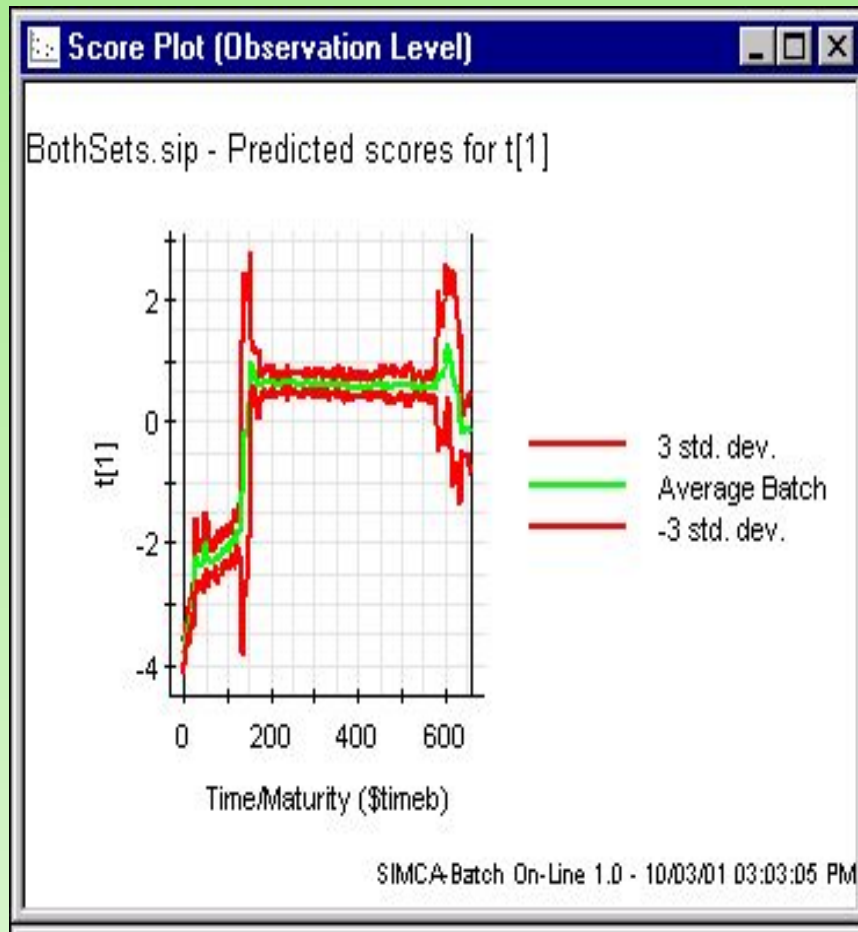 Score Plot (Observation Level)
BothSets.sip - Predicted scores for t[1]
2
0
-2
-4
t[1]
0 200 400 600
Time/Maturity ($timeb)
3 std. dev.
Average Batch
-3 std. dev.
SIMCA-Batch On-Line 1.0 - 10/03/01 03:03:05 PM